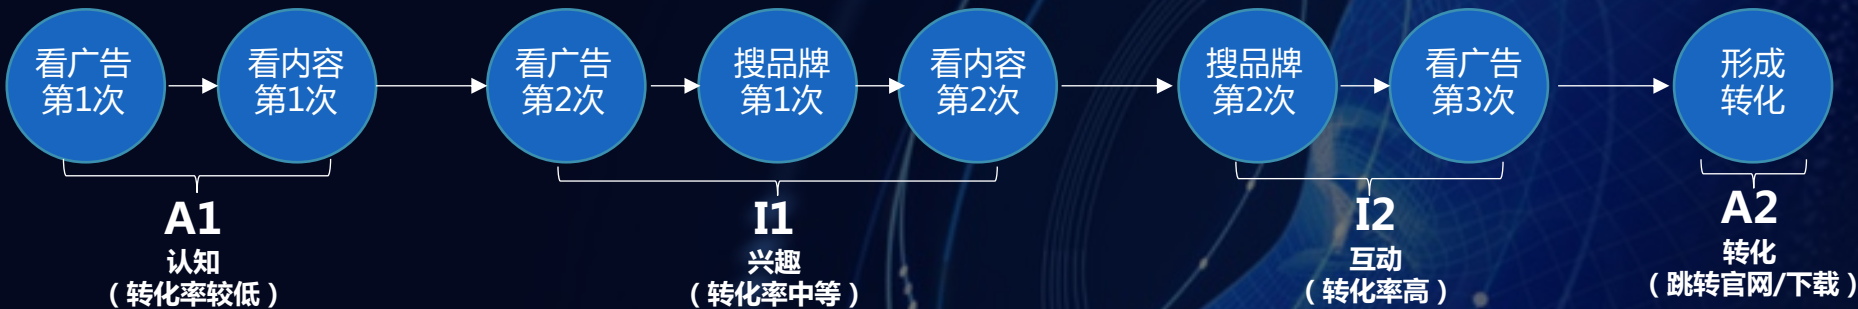 看广告
第1次
看内容
第1次
看广告
第2次
搜品牌
第1次
看内容
第2次
搜品牌
第2次
看广告
第3次
形成
转化
A1
认知
（转化率较低）
I1
兴趣
（转化率中等）
I2
互动
（转化率高）
A2
转化
（跳转官网/下载）